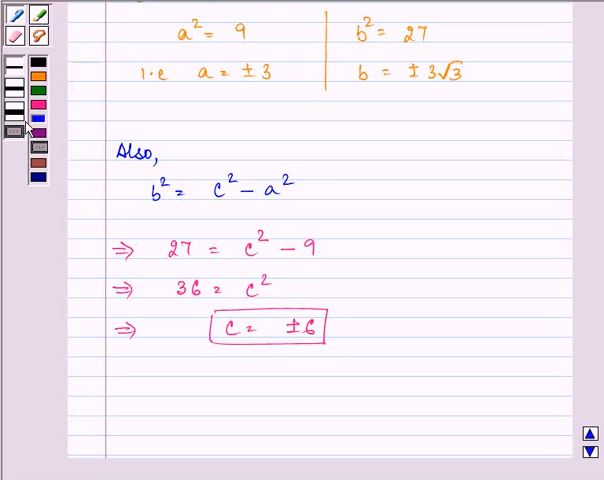 a² = 9
i.e a = ± 3
b² = 27
b = ± 3√3
Also,
b² = c² - a²
⇒ 27 = c² - 9
⇒ 36 = c²
⇒ c = ±6